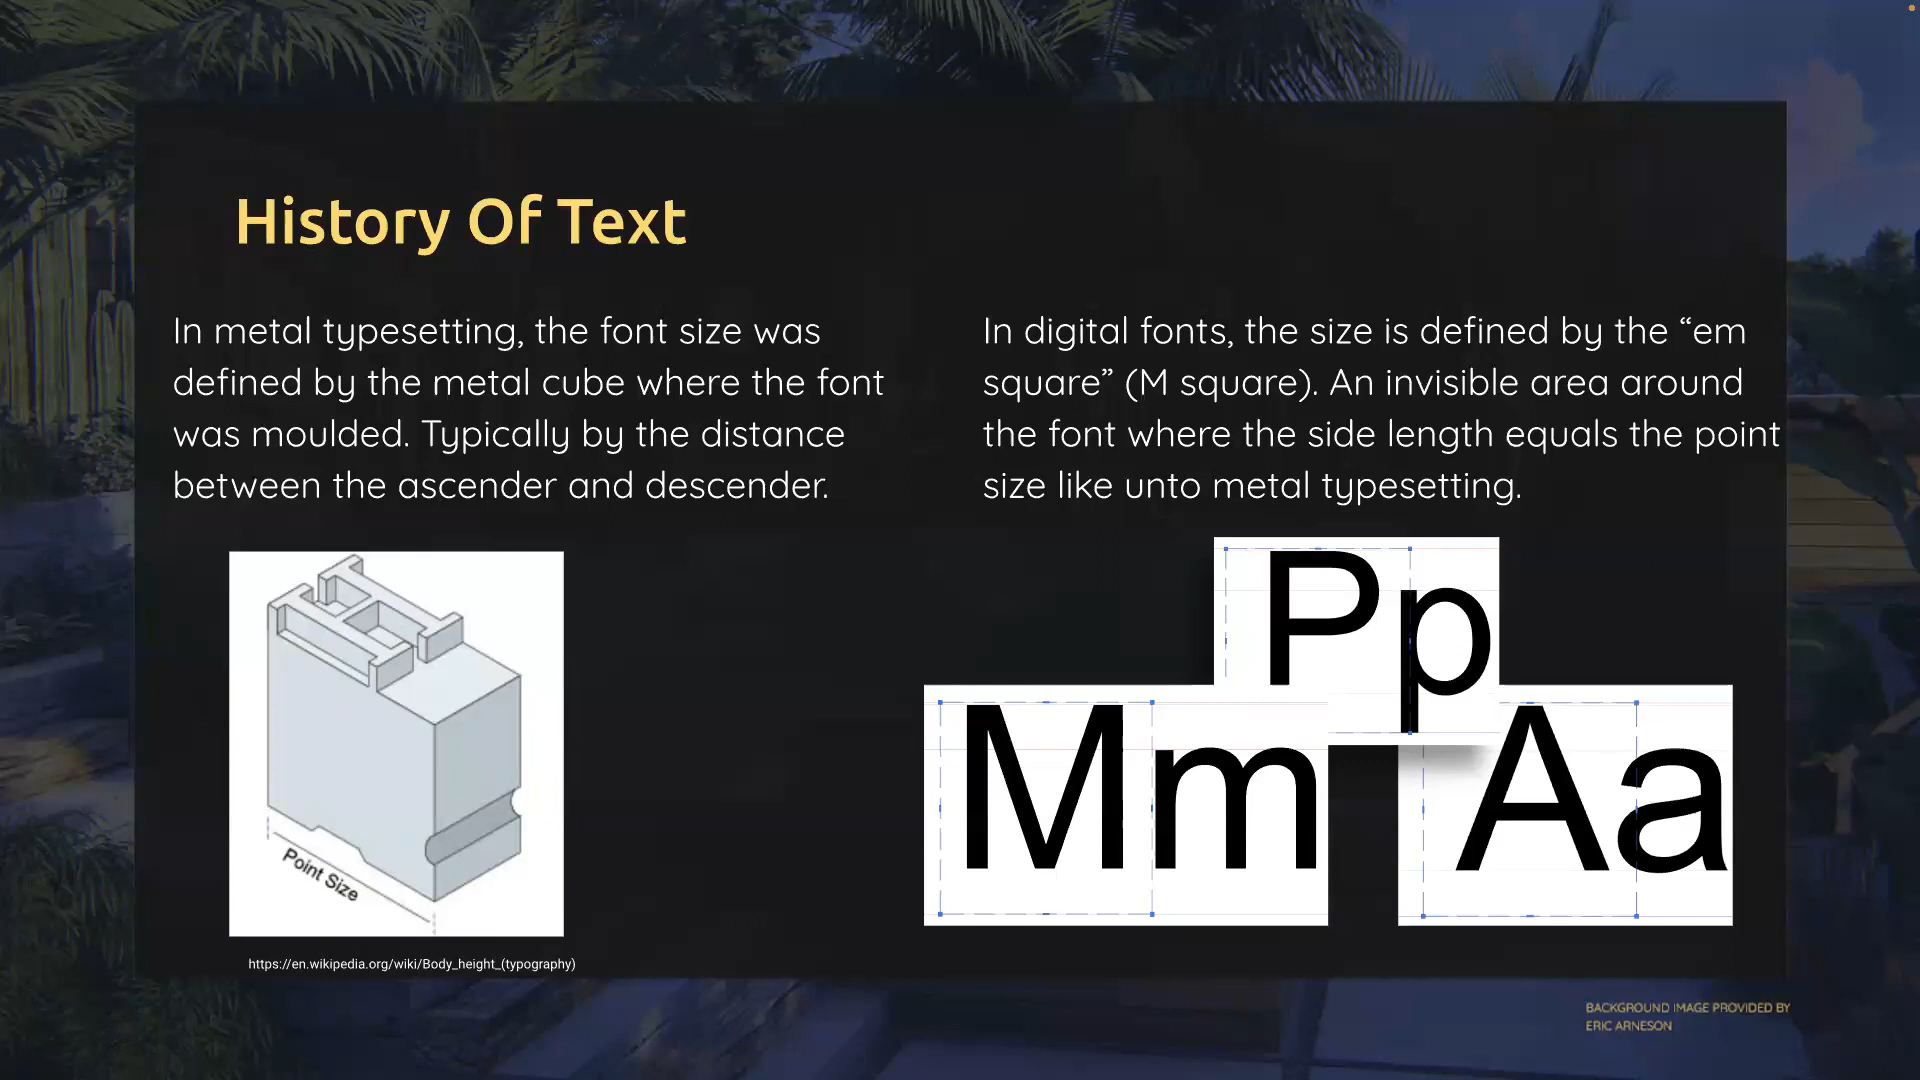 History Of Text
In metal typesetting, the font size was
defined by the metal cube where the font
was moulded. Typically by the distance
between the ascender and descender.
In digital fonts, the size is defined by the “em
square” (M square). An invisible area around
the font where the side length equals the point
size like unto metal typesetting.
Point Size
Pp
Mm
Aa
https://en.wikipedia.org/wiki/Body_height_(typography)
BACKGROUND IMAGE PROVIDED BY
ERIC ARNESON